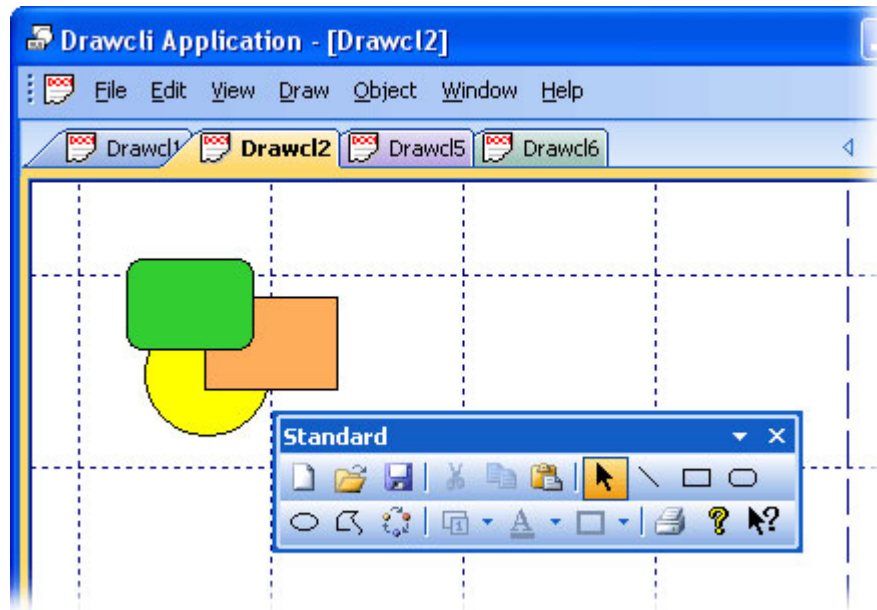 Drawcli Application - [Drawcl2]
File Edit View Draw Object Window Help
Drawcl1 Drawcl2 Drawcl5 Drawcl6
Standard